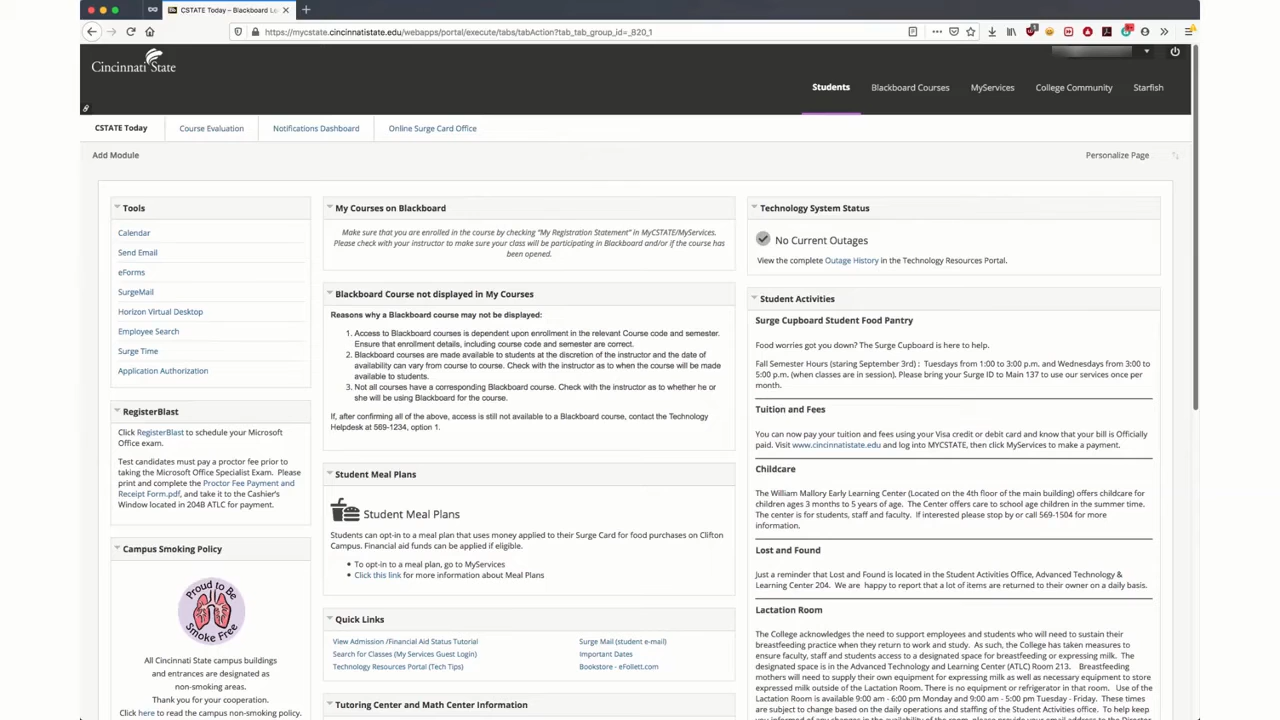 CSTATE Today – Blackboard Le
https://mycstate.cincinnatistate.edu/webapps/portal/execute/tabs/tabAction?tab_tab_group_id=_820_1
Cincinnati State
Students
Blackboard Courses
MyServices
College Community
Starfish
CSTATE Today
Course Evaluation
Notifications Dashboard
Online Surge Card Office
Add Module
Personalize Page
Tools
Calendar
Send Email
eForms
SurgeMail
Horizon Virtual Desktop
Employee Search
Surge Time
Application Authorization
RegisterBlast
Click RegisterBlast to schedule your Microsoft
Office exam.
Test candidates must pay a proctor fee prior to
taking the Microsoft Office Specialist Exam. Please
print and complete the Proctor Fee Payment and
Receipt Form.pdf, and take it to the Cashier's
Window located in 204B ATLC for payment.
Campus Smoking Policy
Proud to Be
Smoke Free
All Cincinnati State campus buildings
and entrances are designated as
non-smoking areas.
Thank you for your cooperation.
Click here to read the campus non-smoking policy.
My Courses on Blackboard
Make sure that you are enrolled in the course by checking "My Registration Statement" in MyCSTATE/MyServices.
Please check with your instructor to make sure your class will be participating in Blackboard and/or if the course has
been opened.
Blackboard Course not displayed in My Courses
Reasons why a Blackboard course may not be displayed:
1. Access to Blackboard courses is dependent upon enrollment in the relevant Course code and semester.
Ensure that enrollment details, including course code and semester are correct.
2. Blackboard courses are made available to students at the discretion of the instructor and the date of
availability can vary from course to course. Check with the instructor as to when the course will be made
available to students.
3. Not all courses have a corresponding Blackboard course. Check with the instructor as to whether he or
she will be using Blackboard for the course.
If, after confirming all of the above, access is still not available to a Blackboard course, contact the Technology
Helpdesk at 569-1234, option 1.
Student Meal Plans
Student Meal Plans
Students can opt-in to a meal plan that uses money applied to their Surge Card for food purchases on Clifton
Campus. Financial aid funds can be applied if eligible.
• To opt-in to a meal plan, go to MyServices
• Click this link for more information about Meal Plans
Quick Links
View Admission /Financial Aid Status Tutorial
Search for Classes (My Services Guest Login)
Technology Resources Portal (Tech Tips)
Surge Mail (student e-mail)
Important Dates
Bookstore - eFollett.com
Tutoring Center and Math Center Information
Technology System Status
No Current Outages
View the complete Outage History in the Technology Resources Portal.
Student Activities
Surge Cupboard Student Food Pantry
Food worries got you down? The Surge Cupboard is here to help.
Fall Semester Hours (staring September 3rd) : Tuesdays from 1:00 to 3:00 p.m. and Wednesdays from 3:00 to
5:00 p.m. (when classes are in session). Please bring your Surge ID to Main 137 to use our services once per
month.
Tuition and Fees
You can now pay your tuition and fees using your Visa credit or debit card and know that your bill is Officially
paid. Visit www.cincinnatistate.edu and log into MYCSTATE, then click MyServices to make a payment.
Childcare
The William Mallory Early Learning Center (Located on the 4th floor of the main building) offers childcare for
children ages 3 months to 5 years of age. The Center offers care to school age children in the summer time.
The center is for students, staff and faculty. If interested please stop by or call 569-1504 for more
information.
Lost and Found
Just a reminder that Lost and Found is located in the Student Activities Office, Advanced Technology &
Learning Center 204. We are happy to report that a lot of items are returned to their owner on a daily basis.
Lactation Room
The College acknowledges the need to support employees and students who will need to sustain their
breastfeeding practice when they return to work and study. As such, the College has taken measures to
ensure faculty, staff and students access to a designated space for breastfeeding or expressing milk. The
designated space is in the Advanced Technology and Learning Center (ATLC) Room 213. Breastfeeding
mothers will need to supply their own equipment for expressing milk as well as necessary equipment to store
expressed milk outside of the Lactation Room. There is no equipment or refrigerator in that room. Use of the
Lactation Room is available 9:00 am - 6:00 pm Monday and 9:00 am - 5:00 pm Tuesday - Friday. These times
are subject to change based on the daily operations and staffing of the Student Activities office. To help keep